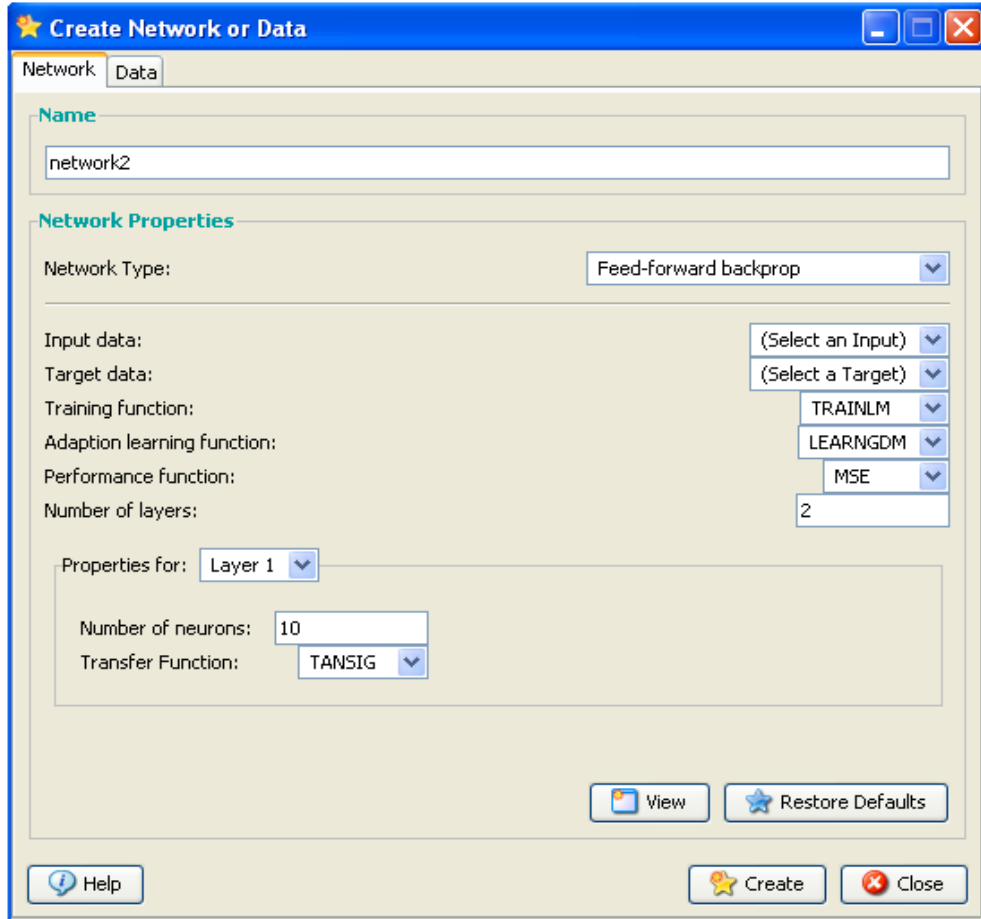 Create Network or Data
Network Data
Name
network2
Network Properties
Network Type: Feed-forward backprop
Input data: (Select an Input)
Target data: (Select a Target)
Training function: TRAINLM
Adaption learning function: LEARNGDM
Performance function: MSE
Number of layers: 2
Properties for: Layer 1
Number of neurons: 10
Transfer Function: TANSIG
View Restore Defaults
Help Create Close